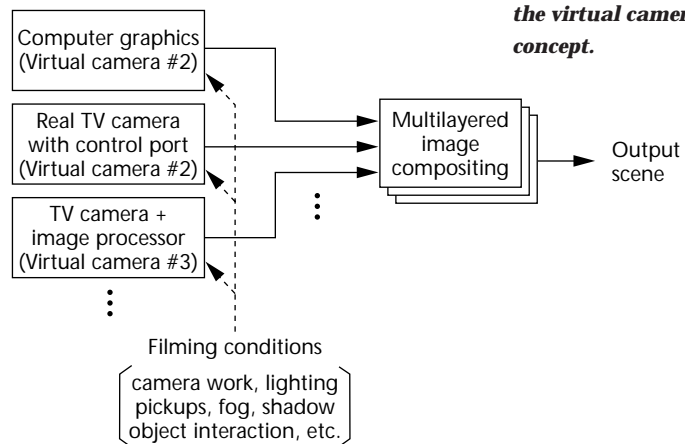 the virtual camera
concept.
Computer graphics
(Virtual camera #2)
Real TV camera
with control port
(Virtual camera #2)
TV camera +
image processor
(Virtual camera #3)
Multilayered
image
compositing
Output
scene
Filming conditions
camera work, lighting
pickups, fog, shadow
object interaction, etc.